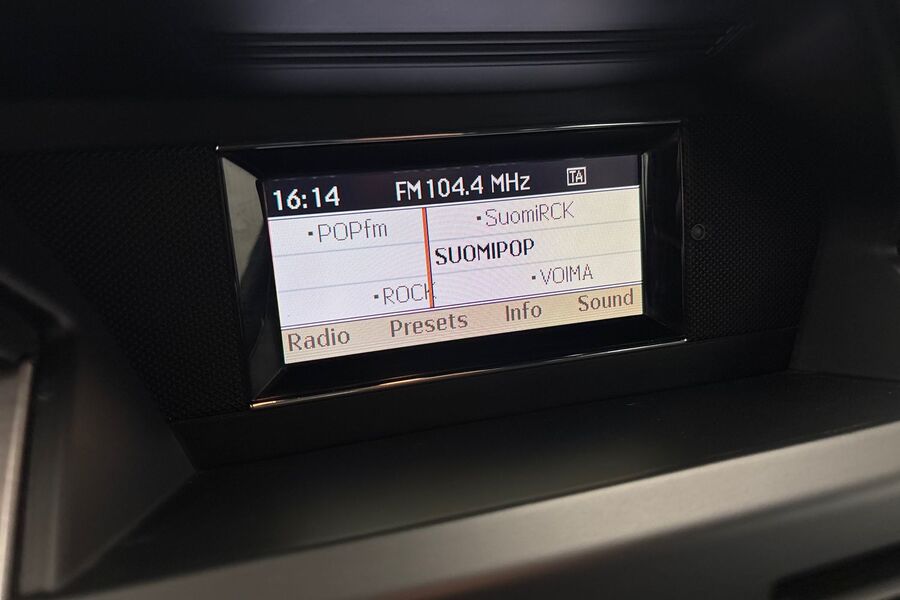 16:14 FM 104.4 MHz TA
•POPfm •SuomiRCK
SUOMIPOP
•ROCK •VOIMA
Radio Presets Info Sound